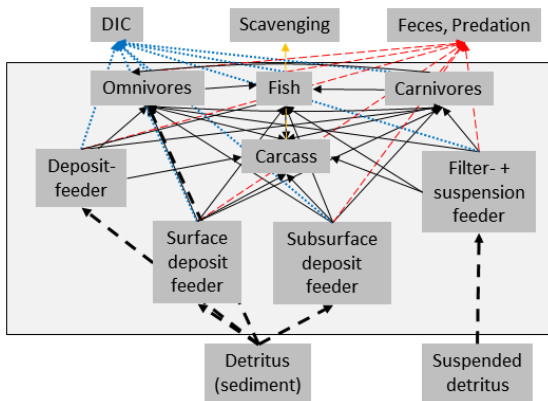 DIC
Scavenging
Feces, Predation
Omnivores
Fish
Carnivores
Carcass
Deposit-
feeder
Filter- +
suspension
feeder
Surface
deposit
feeder
Subsurface
deposit
feeder
Detritus
(sediment)
Suspended
detritus